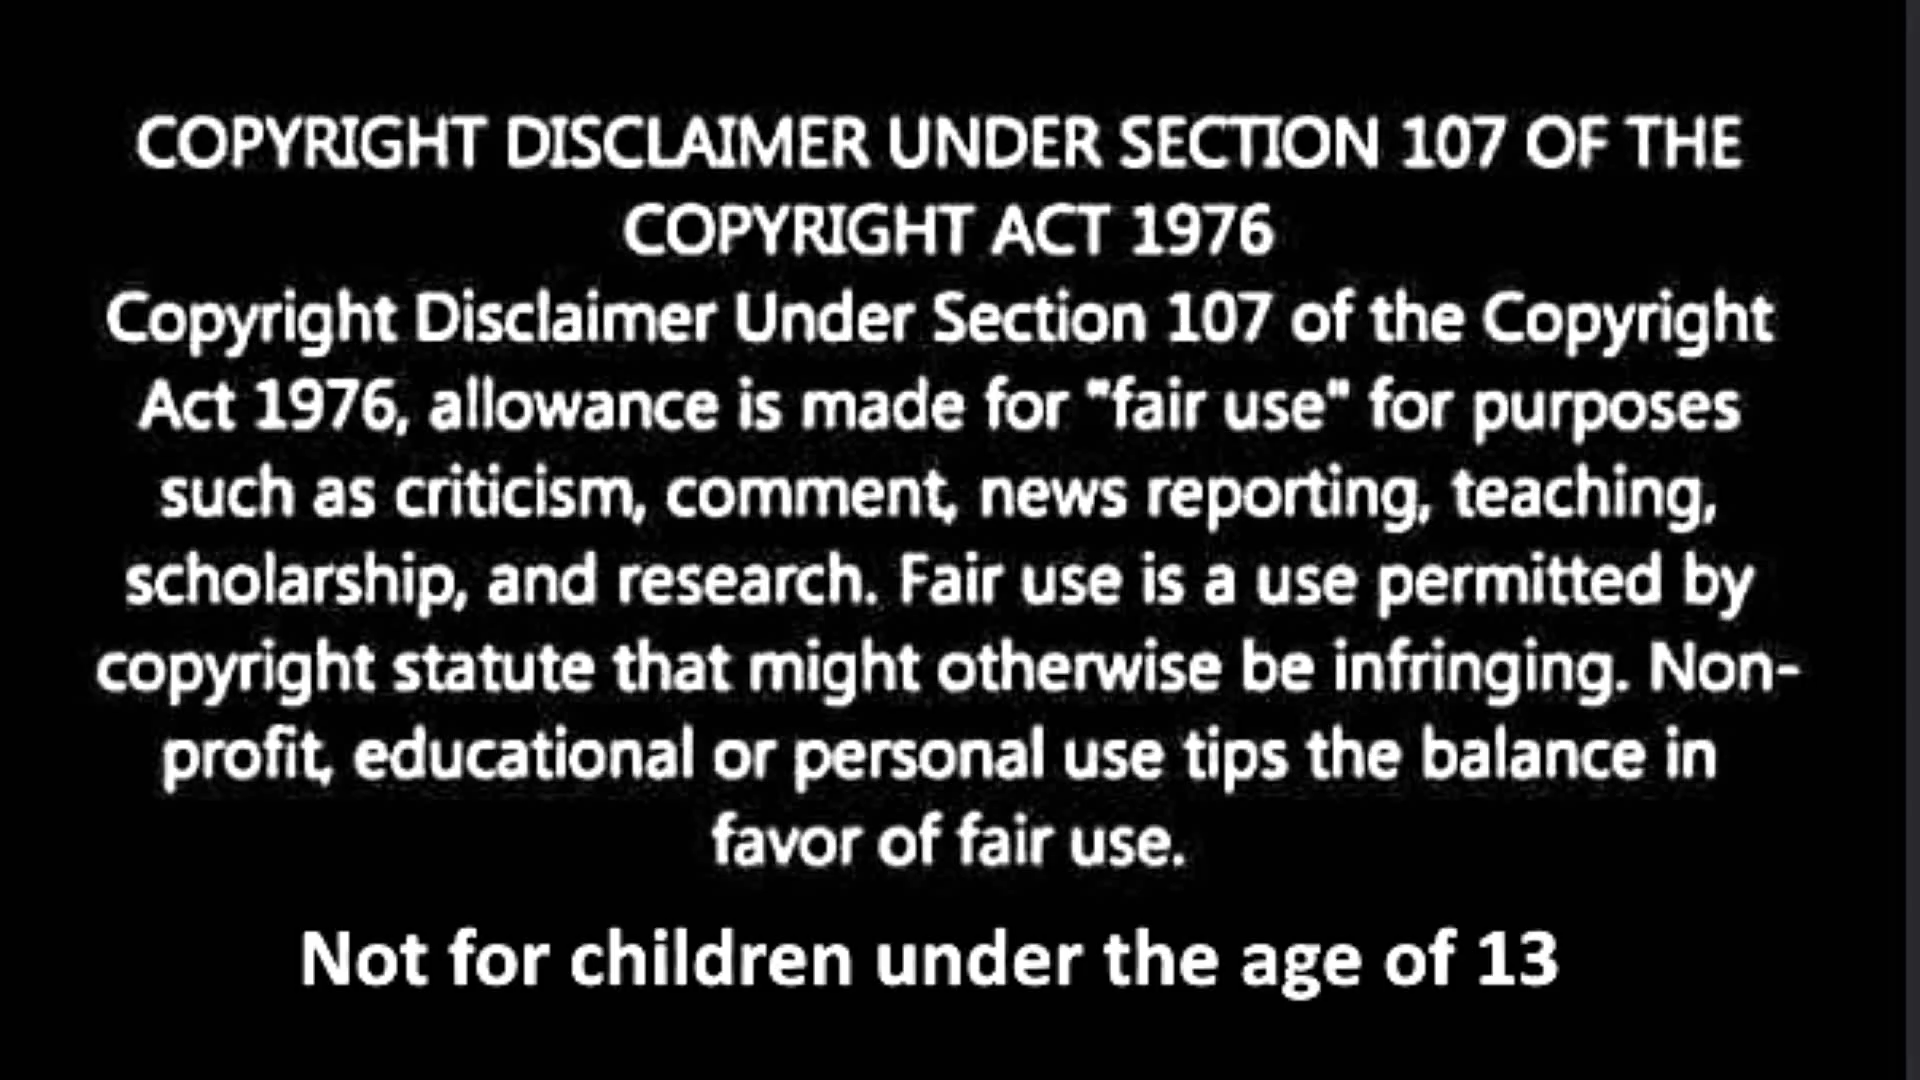 COPYRIGHT DISCLAIMER UNDER SECTION 107 OF THE
COPYRIGHT ACT 1976
Copyright Disclaimer Under Section 107 of the Copyright
Act 1976, allowance is made for "fair use" for purposes
such as criticism, comment, news reporting, teaching,
scholarship, and research. Fair use is a use permitted by
copyright statute that might otherwise be infringing. Non-
profit, educational or personal use tips the balance in
favor of fair use.
Not for children under the age of 13